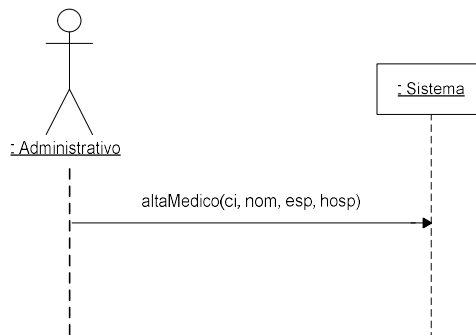 : Sistema
: Administrativo
altaMedico(ci, nom, esp, hosp)